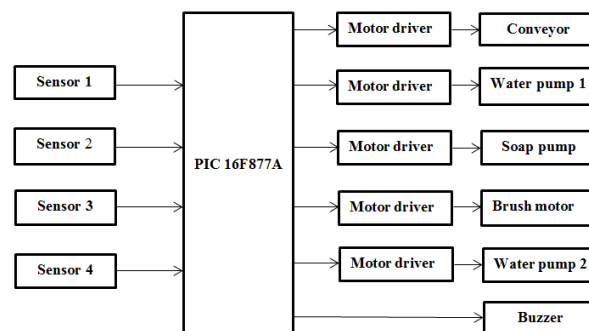 Motor driver
Conveyor
Sensor 1
Motor driver
Water pump 1
Sensor 2
Motor driver
Soap pump
PIC 16F877A
Sensor 3
Motor driver
Brush motor
Sensor 4
Motor driver
Water pump 2
Buzzer